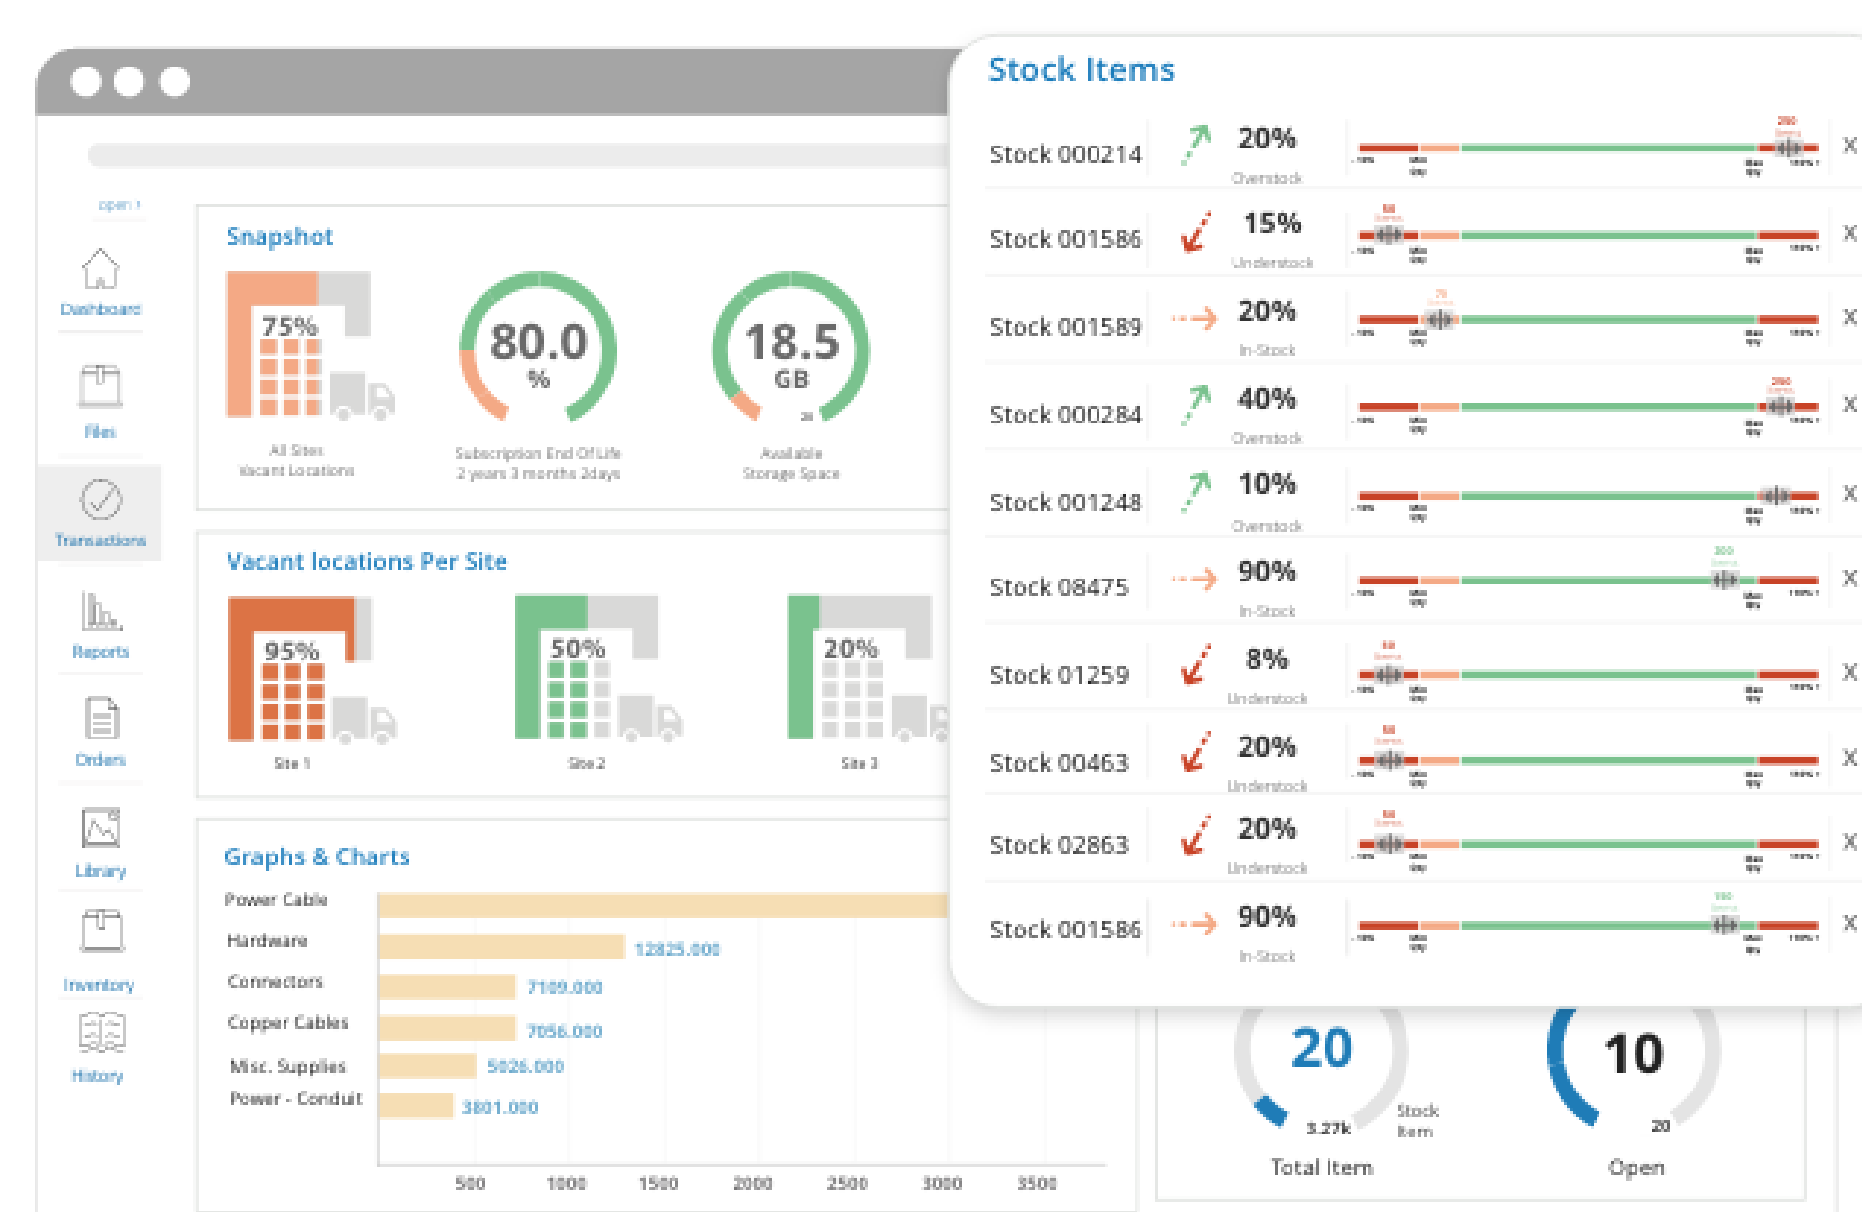 open
Dashboard
Files
Transactions
Reports
Orders
Library
Inventory
History
Snapshot
75%
All Sites
Vacant Locations
80.0
%
Subscription End Of Life
2 years 3 months 2days
18.5
GB
20
Available
Storage Space
Vacant locations Per Site
95%
Site 1
50%
Site 2
20%
Site 3
Graphs & Charts
Power Cable
Hardware
12825.000
Connectors
7109.000
Copper Cables
7056.000
Misc. Supplies
5026.000
Power - Conduit
3801.000
500 1000 1500 2000 2500 3000 3500
Stock Items
Stock 000214
20%
Overstock
X
Stock 001586
15%
Understock
X
Stock 001589
20%
In-Stock
X
Stock 000284
40%
Overstock
X
Stock 001248
10%
Overstock
X
Stock 08475
90%
In-Stock
X
Stock 01259
8%
Understock
X
Stock 00463
20%
Understock
X
Stock 02863
20%
Understock
X
Stock 001586
90%
In-Stock
X
20
3.27k
Stock
Item
Total Item
10
20
Open